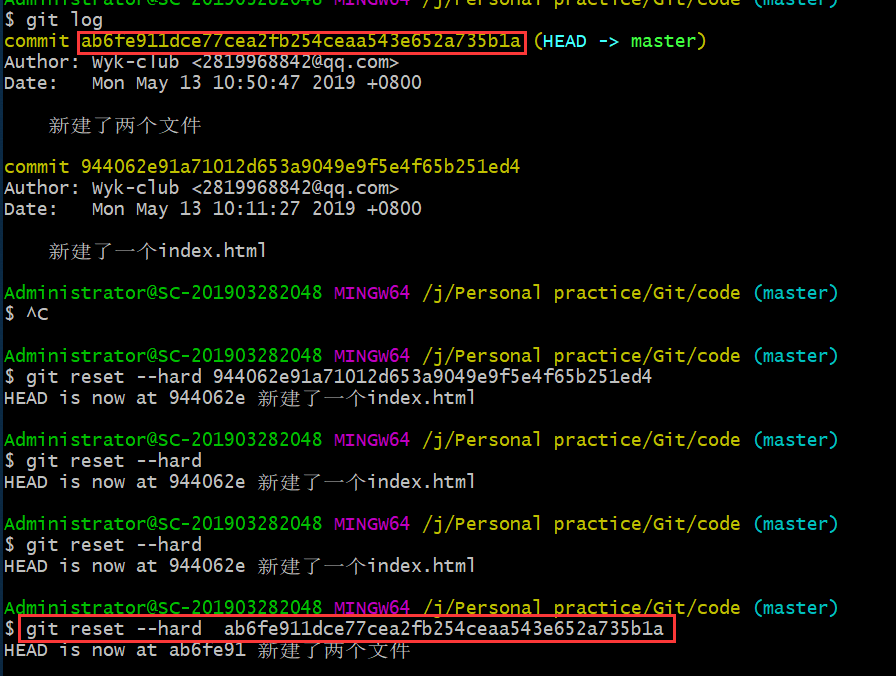 Administrator@SC-201903282048 MINGW64 /j/Personal practice/Git/code (master)
$ git log
commit ab6fe911dce77cea2fb254ceaa543e652a735b1a (HEAD -> master)
Author: Wyk-club <2819968842@qq.com>
Date:   Mon May 13 10:50:47 2019 +0800
新建了两个文件
commit 944062e91a71012d653a9049e9f5e4f65b251ed4
Author: Wyk-club <2819968842@qq.com>
Date:   Mon May 13 10:11:27 2019 +0800
新建了一个index.html
Administrator@SC-201903282048 MINGW64 /j/Personal practice/Git/code (master)
$ ^C
Administrator@SC-201903282048 MINGW64 /j/Personal practice/Git/code (master)
$ git reset --hard 944062e91a71012d653a9049e9f5e4f65b251ed4
HEAD is now at 944062e 新建了一个index.html
Administrator@SC-201903282048 MINGW64 /j/Personal practice/Git/code (master)
$ git reset --hard
HEAD is now at 944062e 新建了一个index.html
Administrator@SC-201903282048 MINGW64 /j/Personal practice/Git/code (master)
$ git reset --hard
HEAD is now at 944062e 新建了一个index.html
Administrator@SC-201903282048 MINGW64 /j/Personal practice/Git/code (master)
$ git reset --hard  ab6fe911dce77cea2fb254ceaa543e652a735b1a
HEAD is now at ab6fe91 新建了两个文件